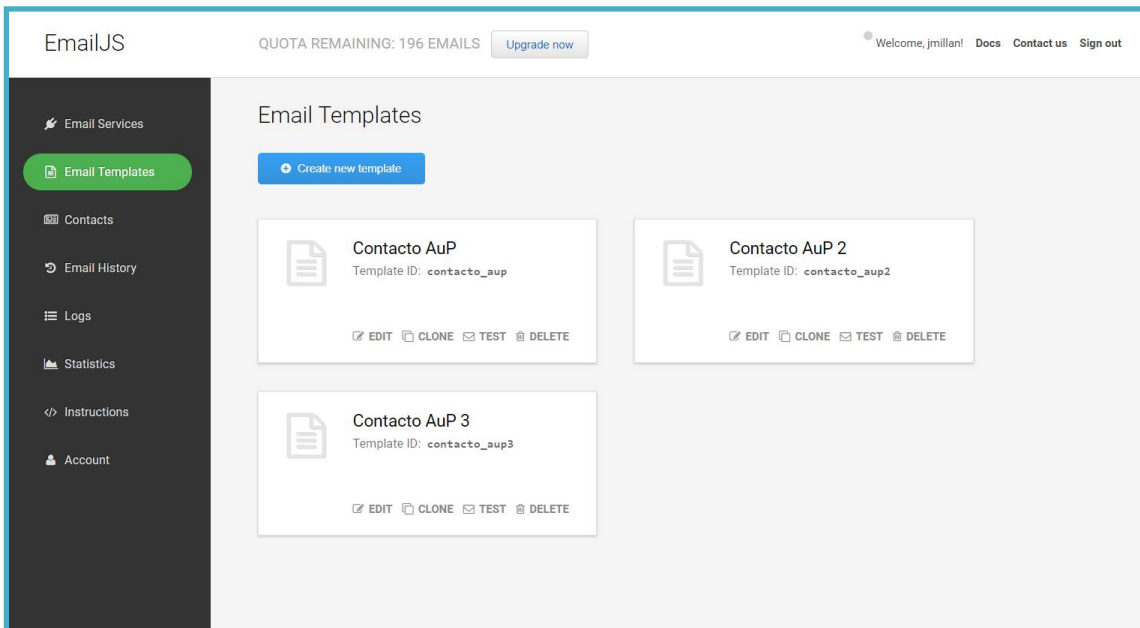 EmailJS
QUOTA REMAINING: 196 EMAILS
Upgrade now
Welcome, jmillan! Docs Contact us Sign out
Email Services
Email Templates
Contacts
Email History
Logs
Statistics
Instructions
Account
Email Templates
Create new template
Contacto AuP
Template ID: contacto_aup
EDIT CLONE TEST DELETE
Contacto AuP 2
Template ID: contacto_aup2
EDIT CLONE TEST DELETE
Contacto AuP 3
Template ID: contacto_aup3
EDIT CLONE TEST DELETE